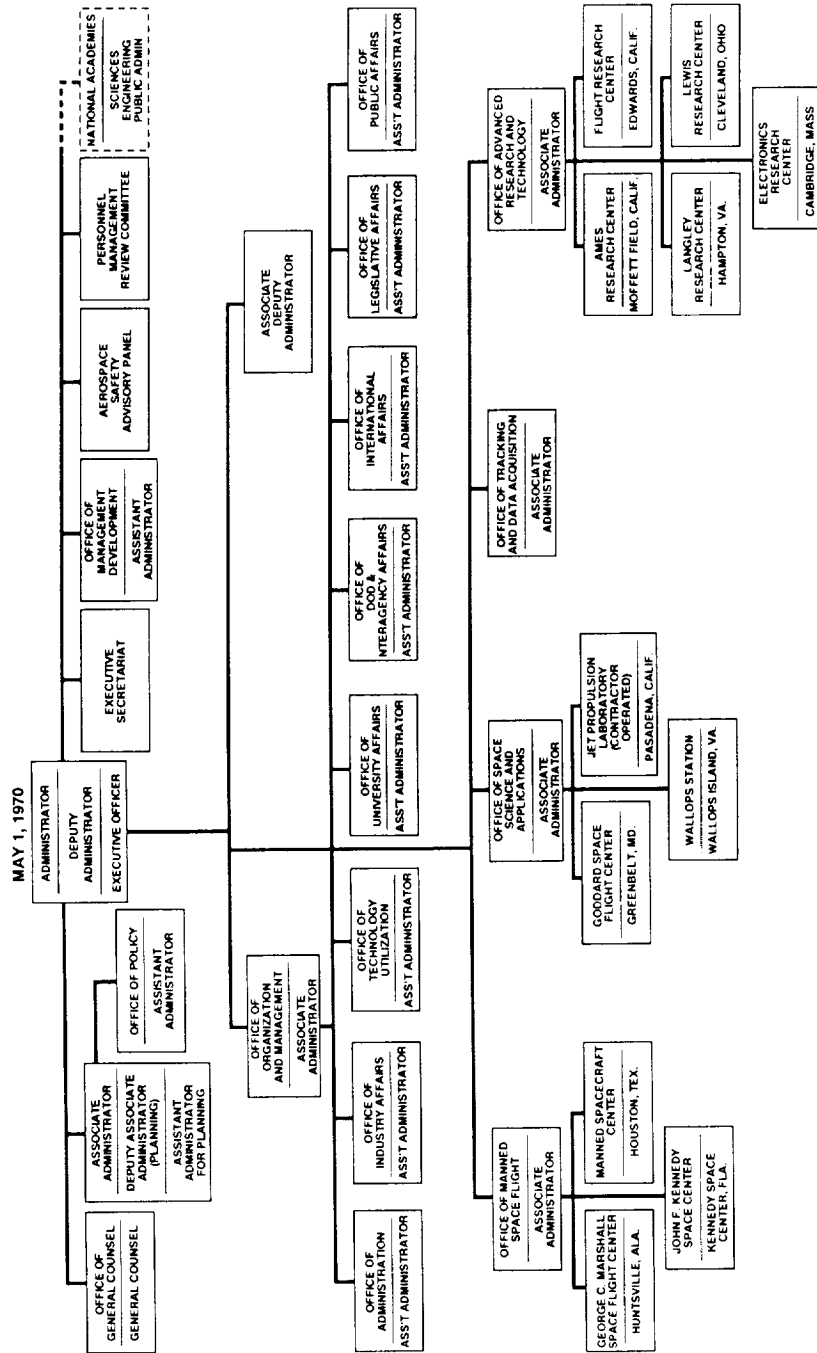 MAY 1, 1970
ADMINISTRATOR
DEPUTY
ADMINISTRATOR
EXECUTIVE OFFICER
OFFICE OF
GENERAL COUNSEL
GENERAL COUNSEL
ASSOCIATE
ADMINISTRATOR
DEPUTY ASSOCIATE
ADMINISTRATOR
(PLANNING)
ASSISTANT
ADMINISTRATOR
FOR PLANNING
OFFICE OF POLICY
ASSISTANT
ADMINISTRATOR
EXECUTIVE
SECRETARIAT
OFFICE OF
MANAGEMENT
DEVELOPMENT
ASSISTANT
ADMINISTRATOR
AEROSPACE
SAFETY
ADVISORY PANEL
PERSONNEL
MANAGEMENT
REVIEW COMMITTEE
NATIONAL ACADEMIES
SCIENCES
ENGINEERING
PUBLIC ADMIN
OFFICE OF
ORGANIZATION
AND MANAGEMENT
ASSOCIATE
ADMINISTRATOR
ASSOCIATE
DEPUTY
ADMINISTRATOR
OFFICE OF
ADMINISTRATION
ASS'T ADMINISTRATOR
OFFICE OF
INDUSTRY AFFAIRS
ASS'T ADMINISTRATOR
OFFICE OF
TECHNOLOGY
UTILIZATION
ASS'T ADMINISTRATOR
OFFICE OF
UNIVERSITY AFFAIRS
ASS'T ADMINISTRATOR
OFFICE OF
DOD &
NTERAGENCY AFFAIRS
ASS'T ADMINISTRATOR
OFFICE OF
INTERNATIONAL
AFFAIRS
ASS'T ADMINISTRATOR
OFFICE OF
LEGISLATIVE AFFAIRS
ASS'T ADMINISTRATOR
OFFICE OF
PUBLIC AFFAIRS
ASS'T ADMINISTRATOR
OFFICE OF MANNED
SPACE FLIGHT
ASSOCIATE
ADMINISTRATOR
GEORGE C. MARSHALL
SPACE FLIGHT CENTER
HUNTSVILLE, ALA.
MANNED SPACECRAFT
CENTER
HOUSTON, TEX.
JOHN F. KENNEDY
SPACE CENTER
KENNEDY SPACE
CENTER, FLA.
OFFICE OF SPACE
SCIENCE AND
APPLICATIONS
ASSOCIATE
ADMINISTRATOR
GODDARD SPACE
FLIGHT CENTER
GREENBELT, MD.
JET PROPULSION
LABORATORY
(CONTRACTOR
OPERATED)
PASADENA, CALIF.
WALLOPS STATION
WALLOPS ISLAND, VA.
OFFICE OF TRACKING
AND DATA ACQUISITION
ASSOCIATE
ADMINISTRATOR
OFFICE OF ADVANCED
RESEARCH AND
TECHNOLOGY
ASSOCIATE
ADMINISTRATOR
AMES
RESEARCH CENTER
MOFFETT FIELD, CALIF.
FLIGHT RESEARCH
CENTER
EDWARDS, CALIF.
LANGLEY
RESEARCH CENTER
HAMPTON, VA.
LEWIS
RESEARCH CENTER
CLEVELAND, OHIO
ELECTRONICS
RESEARCH
CENTER
CAMBRIDGE, MASS